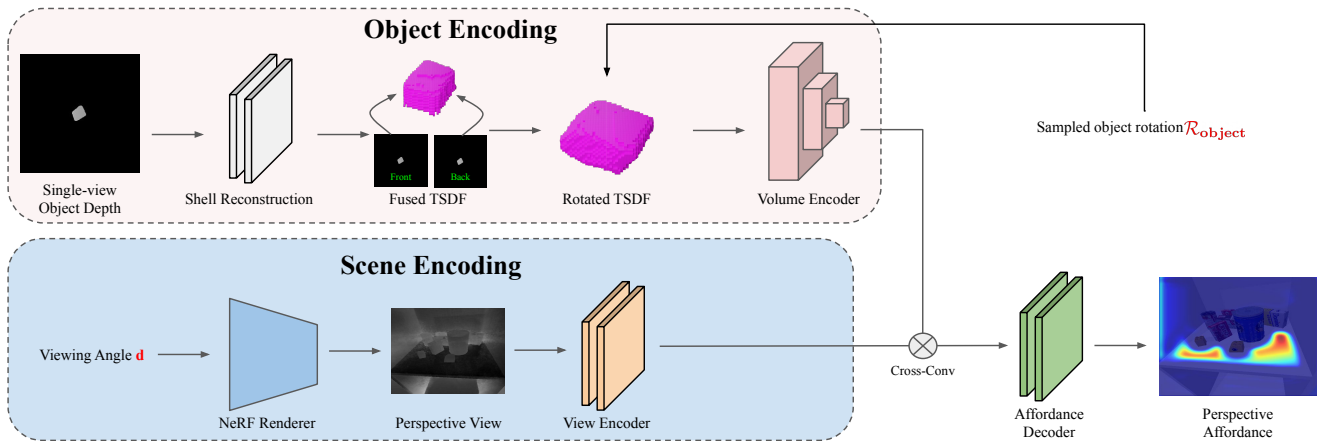 Object Encoding
Single-view
Object Depth
Shell Reconstruction
Front
Back
Fused TSDF
Rotated TSDF
Volume Encoder
Sampled object rotation R_object
Scene Encoding
Viewing Angle d
NeRF Renderer
Perspective View
View Encoder
Cross-Conv
Affordance
Decoder
Perspective
Affordance